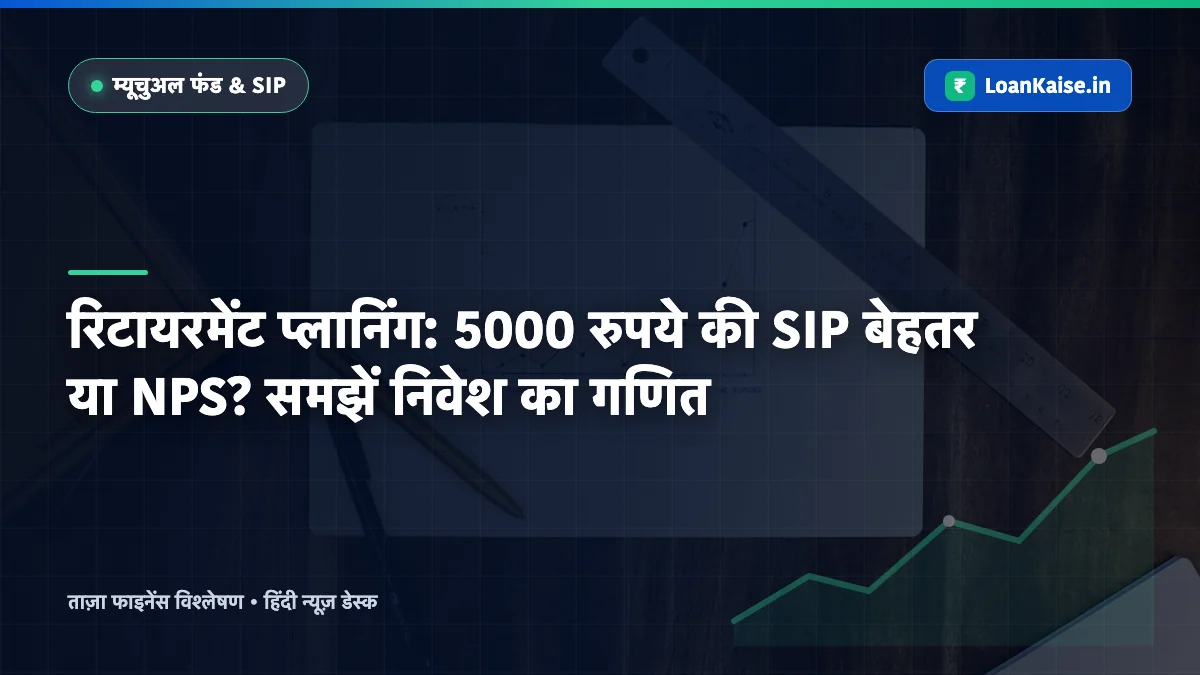 म्यूचुअल फंड & SIP
₹ LoanKaise.in
रिटायरमेंट प्लानिंग: 5000 रुपये की SIP बेहतर
या NPS? समझें निवेश का गणित
ताज़ा फाइनेंस विश्लेषण • हिंदी न्यूज़ डेस्क